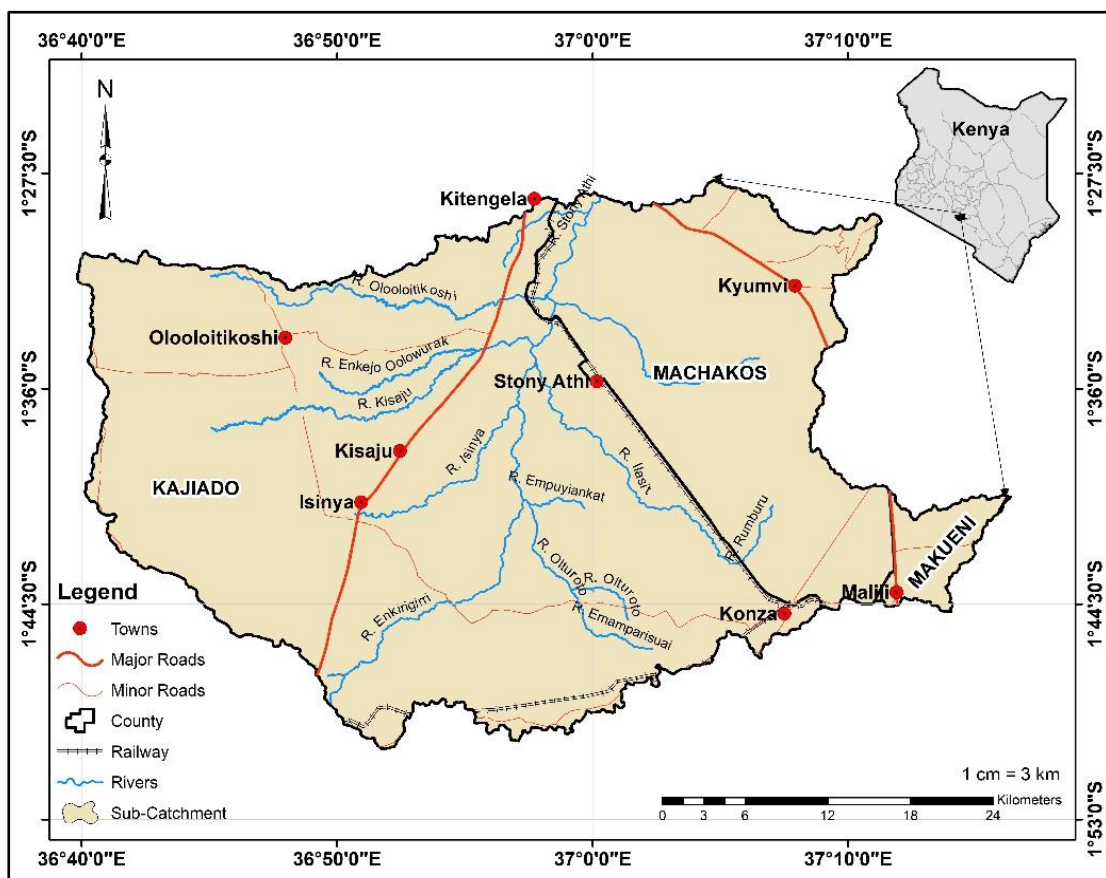 36°40'0"E 36°50'0"E 37°0'0"E 37°10'0"E
N
Kenya
1°27'30"S 1°27'30"S
Kitengela
R. Stony Athi
R. Olooloitikoshi
Kyumvi
Olooloitikoshi
R. Enkejo Oolowurak
MACHAKOS
Stony Athi
1°36'0"S 1°36'0"S
R. Kisaju
Kisaju
R. Isinya
R. Ilasit
KAJIADO
Isinya
R. Empuyiankat
R. Rumburu
MAKUENI
R. Olturoto
R. Olturoto
Malili
Legend
1°44'30"S 1°44'30"S
Konza
R. Enkirigirri
R. Emamparisuai
Towns
Major Roads
Minor Roads
County
Railway
Rivers
Sub-Catchment
1 cm = 3 km
Kilometers
0 3 6 12 18 24
1°53'0"S
36°40'0"E 36°50'0"E 37°0'0"E 37°10'0"E